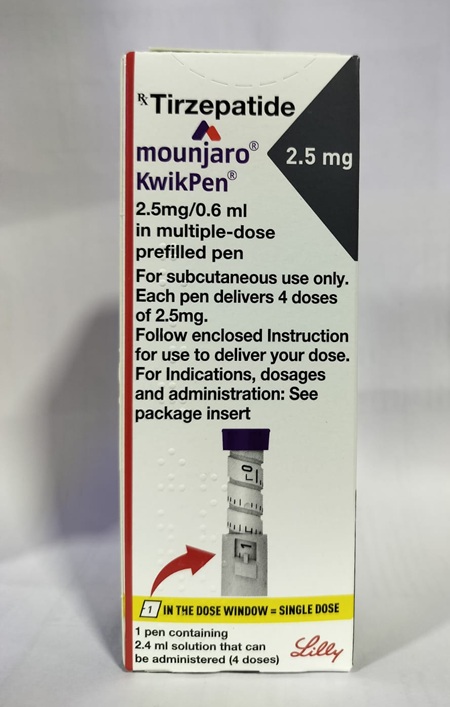 Rx Tirzepatide
mounjaro®
KwikPen®
2.5 mg
2.5mg/0.6 ml
in multiple-dose
prefilled pen
For subcutaneous use only.
Each pen delivers 4 doses
of 2.5mg.
Follow enclosed Instruction
for use to deliver your dose.
For Indications, dosages
and administration: See
package insert
0
1
1 IN THE DOSE WINDOW = SINGLE DOSE
1 pen containing
2.4 ml solution that can
be administered (4 doses)
Lilly